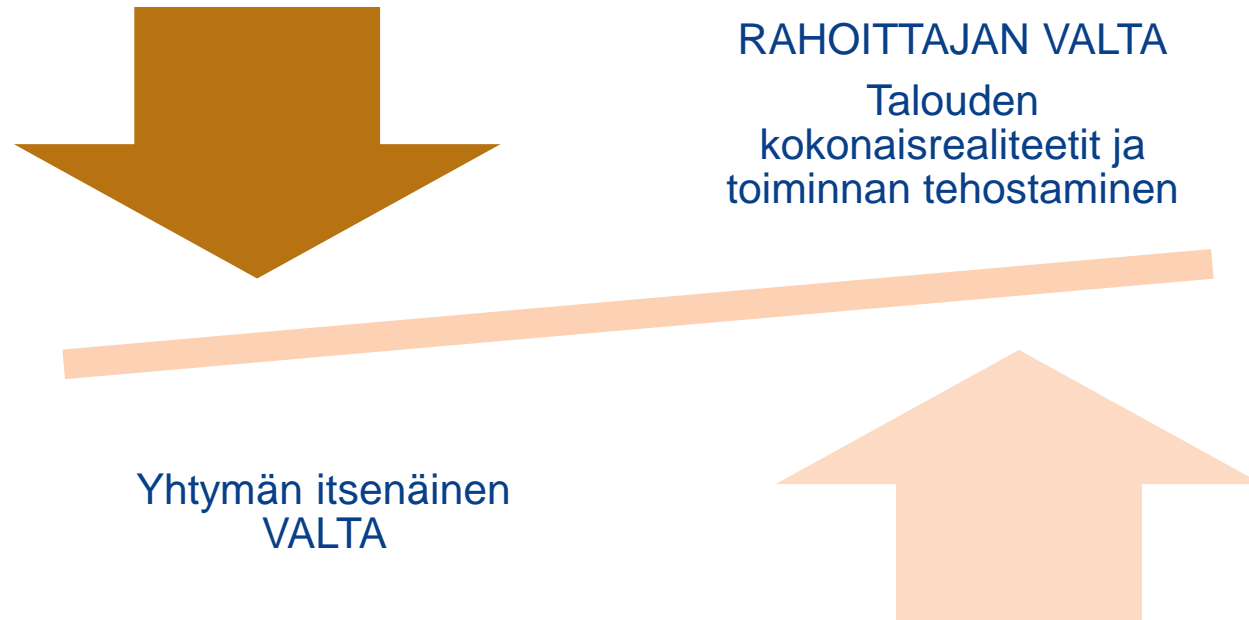 RAHOITTAJAN VALTA
Talouden
kokonaisrealiteetit ja
toiminnan tehostaminen
Yhtymän itsenäinen
VALTA